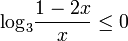 log₃ (1 − 2x)/x ≤ 0